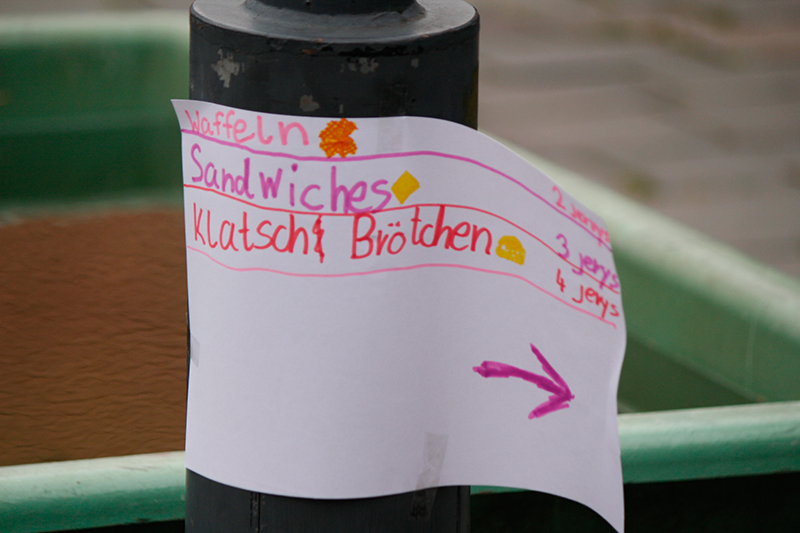 Waffeln 2 jerys
Sandwiches 3 jerys
Klatsch Brötchen 4 jerys